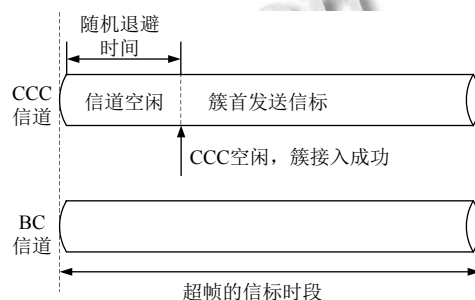 随机退避
时间
CCC
信道
信道空闲
簇首发送信标
CCC空闲，簇接入成功
BC
信道
超帧的信标时段